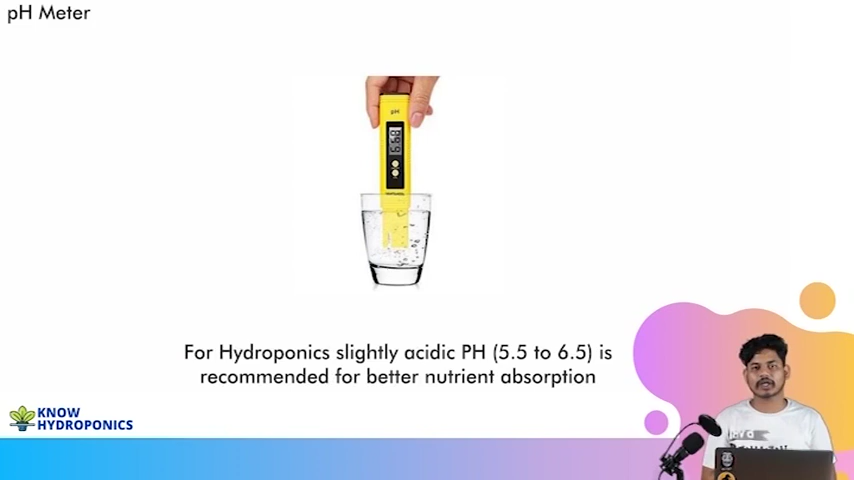 pH Meter
pH
For Hydroponics slightly acidic PH (5.5 to 6.5) is
recommended for better nutrient absorption
KNOW
HYDROPONICS